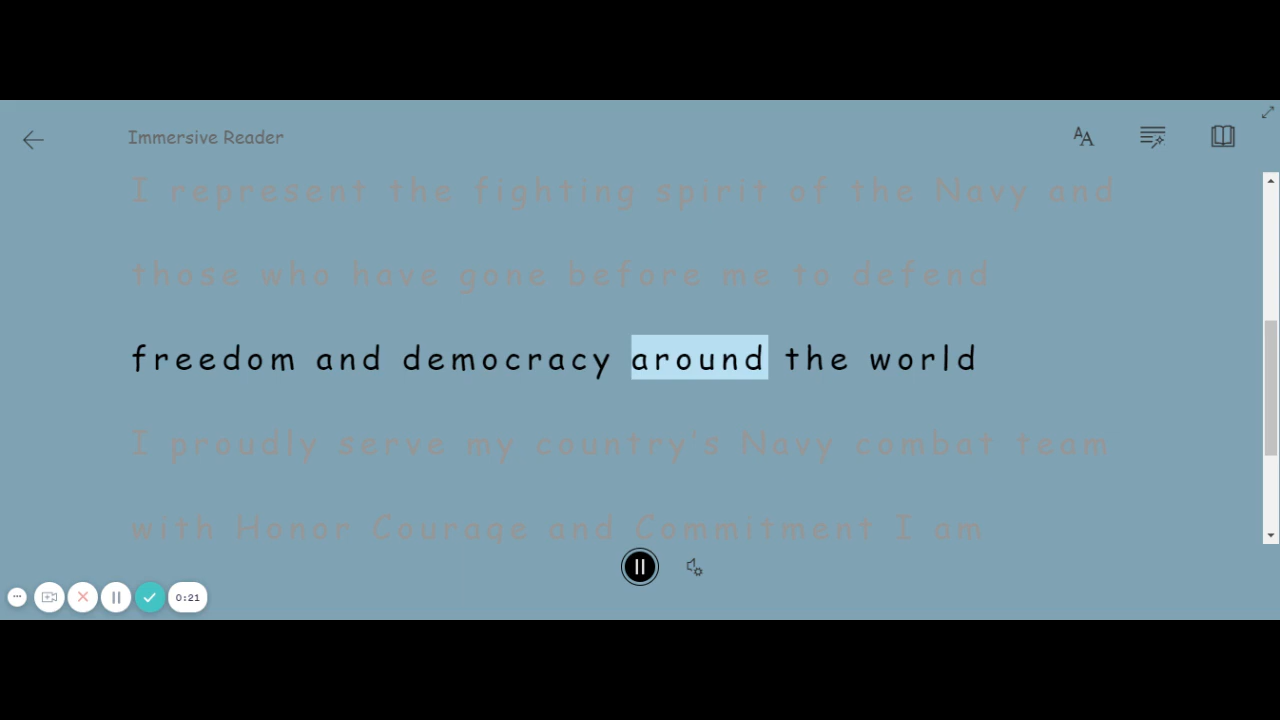 Immersive Reader
I represent the fighting spirit of the Navy and
those who have gone before me to defend
freedom and democracy around the world
I proudly serve my country's Navy combat team
with Honor Courage and Commitment I am
0:21